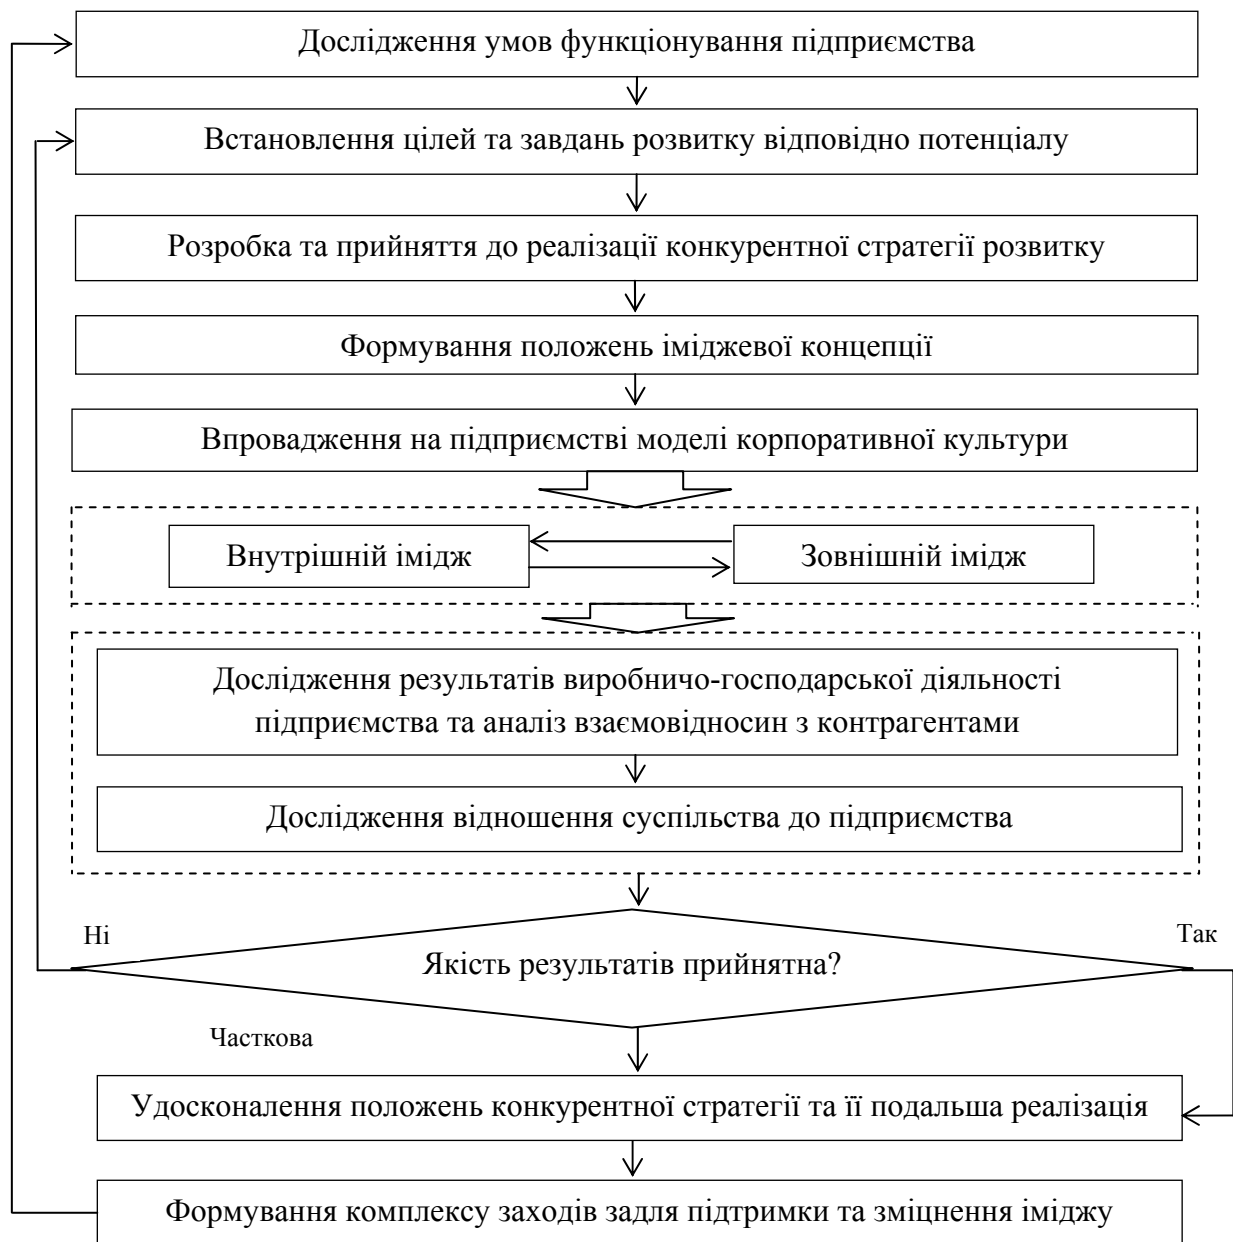 Дослідження умов функціонування підприємства
Встановлення цілей та завдань розвитку відповідно потенціалу
Розробка та прийняття до реалізації конкурентної стратегії розвитку
Формування положень іміджевої концепції
Впровадження на підприємстві моделі корпоративної культури
Внутрішній імідж
Зовнішній імідж
Дослідження результатів виробничо-господарської діяльності
підприємства та аналіз взаємовідносин з контрагентами
Дослідження відношення суспільства до підприємства
Ні
Так
Якість результатів прийнятна?
Часткова
Удосконалення положень конкурентної стратегії та її подальша реалізація
Формування комплексу заходів задля підтримки та зміцнення іміджу